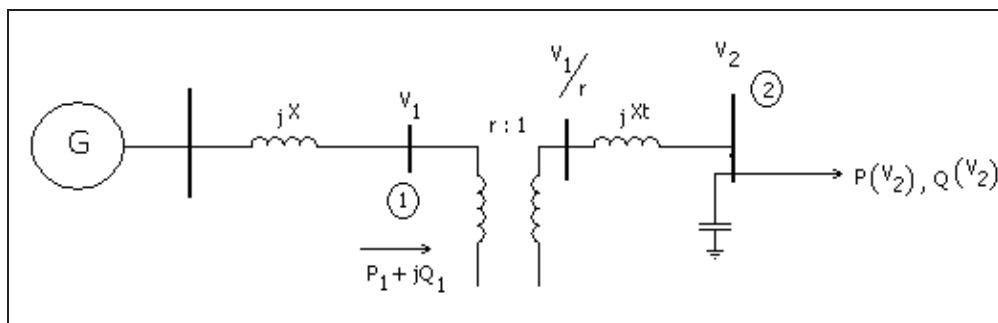 G
jX
V1
①
P1 + jQ1
r : 1
V1/r
jXt
V2
②
P(V2) , Q(V2)